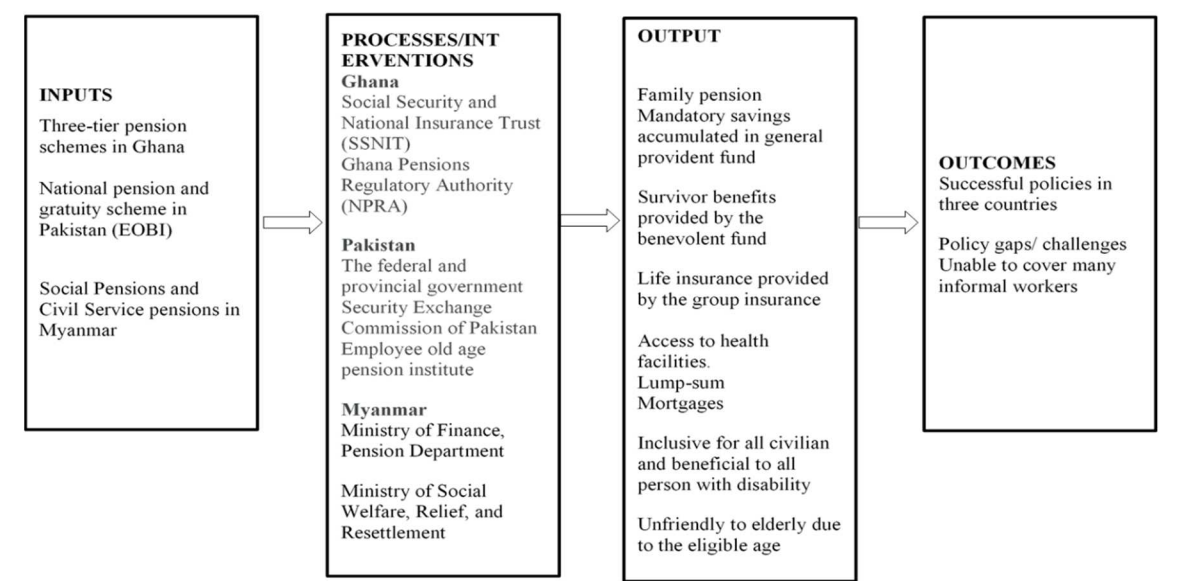 INPUTS
Three-tier pension
schemes in Ghana
National pension and
gratuity scheme in
Pakistan (EOBI)
Social Pensions and
Civil Service pensions in
Myanmar
PROCESSES/INT
ERVENTIONS
Ghana
Social Security and
National Insurance Trust
(SSNIT)
Ghana Pensions
Regulatory Authority
(NPRA)
Pakistan
The federal and
provincial government
Security Exchange
Commission of Pakistan
Employee old age
pension institute
Myanmar
Ministry of Finance,
Pension Department
Ministry of Social
Welfare, Relief, and
Resettlement
OUTPUT
Family pension
Mandatory savings
accumulated in general
provident fund
Survivor benefits
provided by the
benevolent fund
Life insurance provided
by the group insurance
Access to health
facilities.
Lump-sum
Mortgages
Inclusive for all civilian
and beneficial to all
person with disability
Unfriendly to elderly due
to the eligible age
OUTCOMES
Successful policies in
three countries
Policy gaps/ challenges
Unable to cover many
informal workers